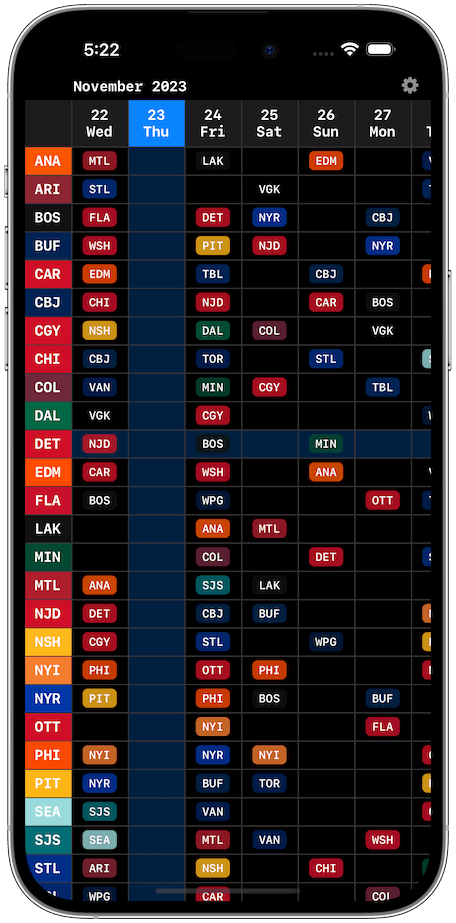 5:22
November 2023
22 23 24 25 26 27
Wed Thu Fri Sat Sun Mon T
ANA MTL LAK EDM
ARI STL VGK
BOS FLA DET NYR CBJ
BUF WSH PIT NJD NYR
CAR EDM TBL CBJ
CBJ CHI NJD CAR BOS
CGY NSH DAL COL VGK
CHI CBJ TOR STL
COL VAN MIN CGY TBL
DAL VGK CGY
DET NJD BOS MIN
EDM CAR WSH ANA
FLA BOS WPG OTT
LAK ANA MTL
MIN COL DET
MTL ANA SJS LAK
NJD DET CBJ BUF
NSH CGY STL WPG
NYI PHI OTT PHI
NYR PIT PHI BOS BUF
OTT NYI FLA
PHI NYI NYR NYI
PIT NYR BUF TOR
SEA SJS VAN
SJS SEA MTL VAN WSH
STL ARI NSH CHI
WPG CAR COL